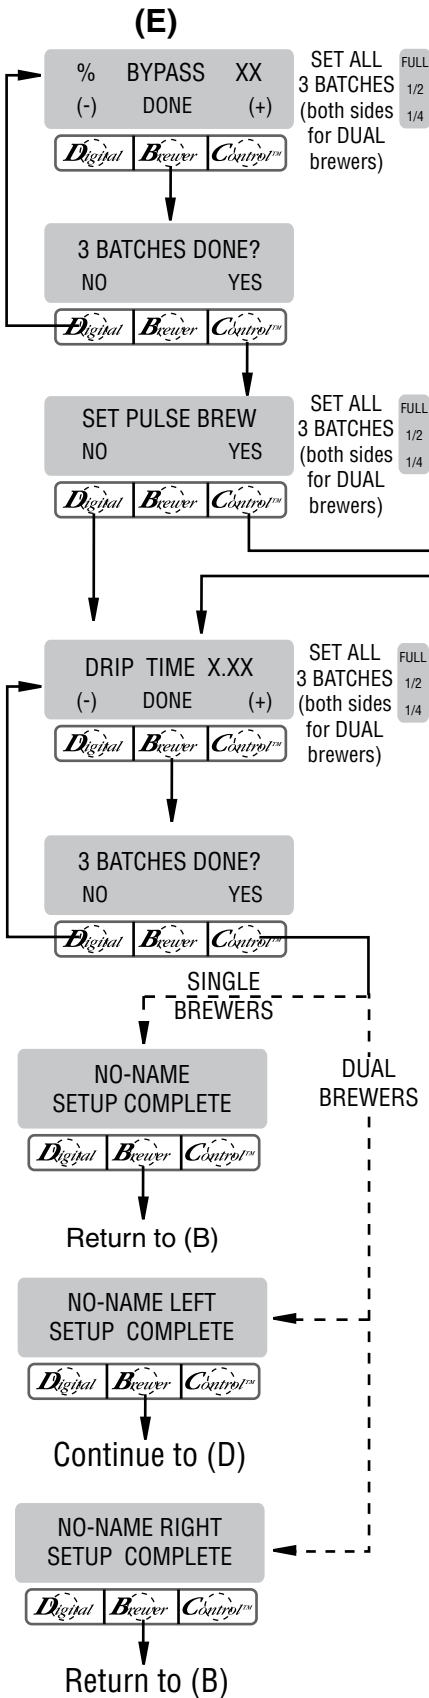 (E)
% BYPASS XX
(-) DONE (+)
SET ALL
3 BATCHES
(both sides
for DUAL
brewers)
FULL
1/2
1/4
Digital Brewer Control™
3 BATCHES DONE?
NO YES
Digital Brewer Control™
SET PULSE BREW
NO YES
SET ALL
3 BATCHES
(both sides
for DUAL
brewers)
FULL
1/2
1/4
Digital Brewer Control™
DRIP TIME X.XX
(-) DONE (+)
SET ALL
3 BATCHES
(both sides
for DUAL
brewers)
FULL
1/2
1/4
Digital Brewer Control™
3 BATCHES DONE?
NO YES
Digital Brewer Control™
SINGLE
BREWERS
DUAL
BREWERS
NO-NAME
SETUP COMPLETE
Digital Brewer Control™
Return to (B)
NO-NAME LEFT
SETUP COMPLETE
Digital Brewer Control™
Continue to (D)
NO-NAME RIGHT
SETUP COMPLETE
Digital Brewer Control™
Return to (B)